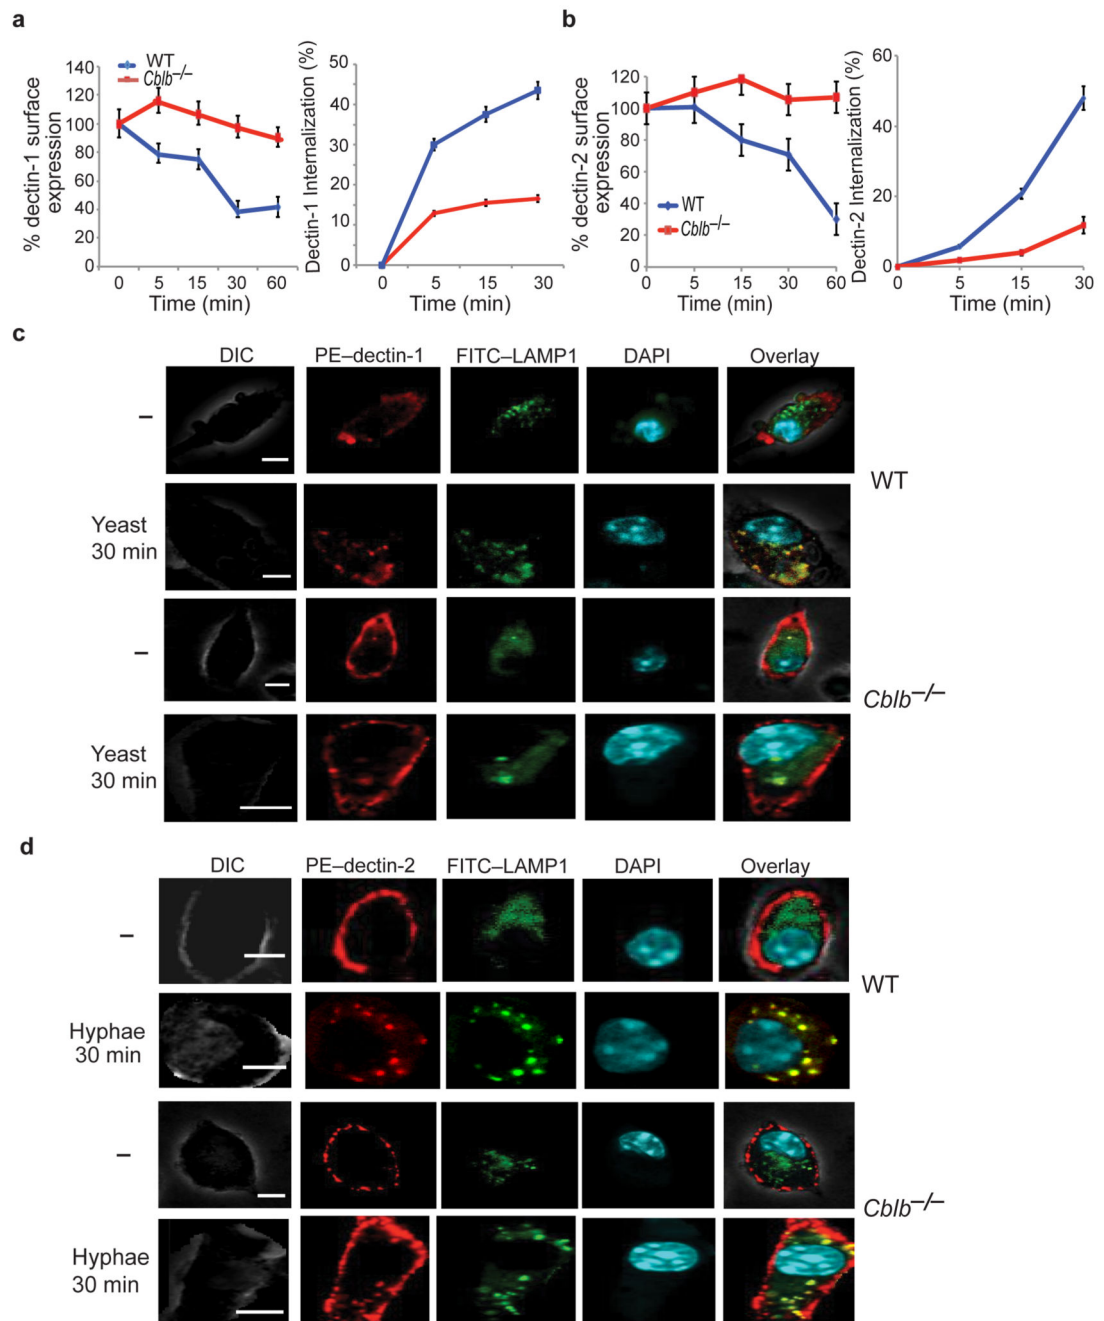 a
b
WT
Cblb–/–
% dectin-1 surface
expression
140
120
100
80
60
40
20
0
0 5 15 30 60
Time (min)
Dectin-1 Internalization (%)
50
40
30
20
10
0
0 5 15 30
Time (min)
% dectin-2 surface
expression
120
100
80
60
40
20
0
WT
Cblb–/–
0 5 15 30 60
Time (min)
Dectin-2 Internalization (%)
60
40
20
0
0 5 15 30
Time (min)
c
DIC PE–dectin-1 FITC–LAMP1 DAPI Overlay
–
WT
Yeast
30 min
–
Cblb–/–
Yeast
30 min
d
DIC PE–dectin-2 FITC–LAMP1 DAPI Overlay
–
WT
Hyphae
30 min
–
Cblb–/–
Hyphae
30 min